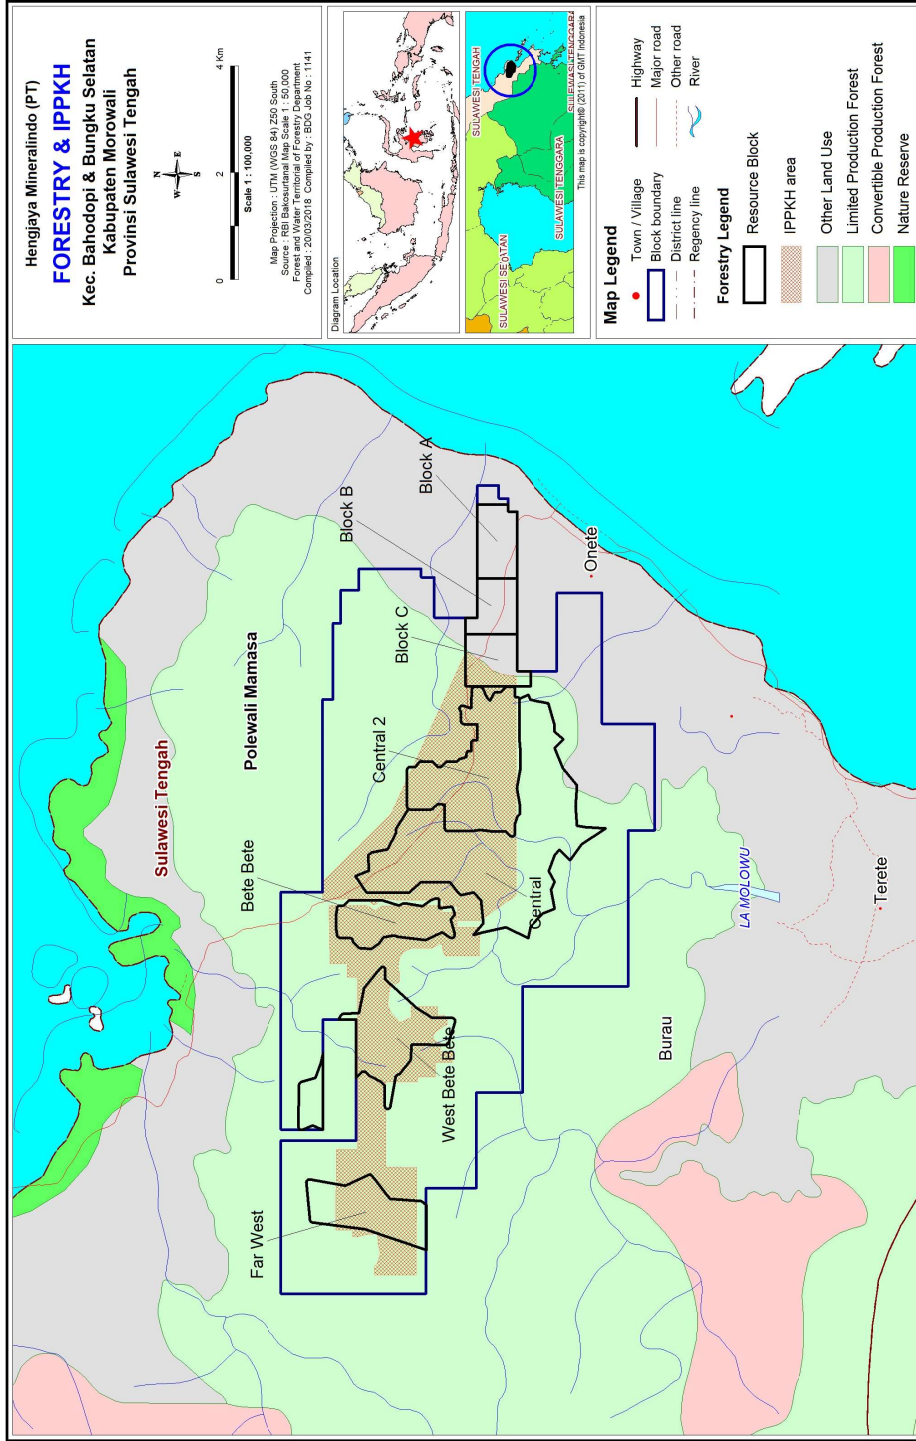 Hengjaya Mineralindo (PT)
FORESTRY & IPPKH
Kec. Bahodopi & Bungku Selatan
Kabupaten Morowali
Provinsi Sulawesi Tengah
N
W
E
S
Scale 1 : 100,000
0
2
4 Km
Map Projection : UTM (WGS 84) Z50 South
Source : RBI Bakosurtanal Map Scale 1 : 50,000
Forest and Water Territorial of Forestry Department
Compiled : 20/03/2018 Compiled by : BDG Job No : 1141
Diagram Location
SULAWESI TENGAH
SULAWESI SELATAN
SULAWESI TENGGARA
SULAWESI TENGGARA
This map is copyright© (2011) of GMT Indonesia
Map Legend
Town / Village
Block boundary
District line
Regency line
Highway
Major road
Other road
River
Forestry Legend
Resource Block
IPPKH area
Other Land Use
Limited Production Forest
Convertible Production Forest
Nature Reserve
Sulawesi Tengah
Polewali Mamasa
Far West
Bete Bete
Central 2
Block C
Block B
Block A
West Bete Bete
Central
Onete
Burau
LA MOLOWU
Terete